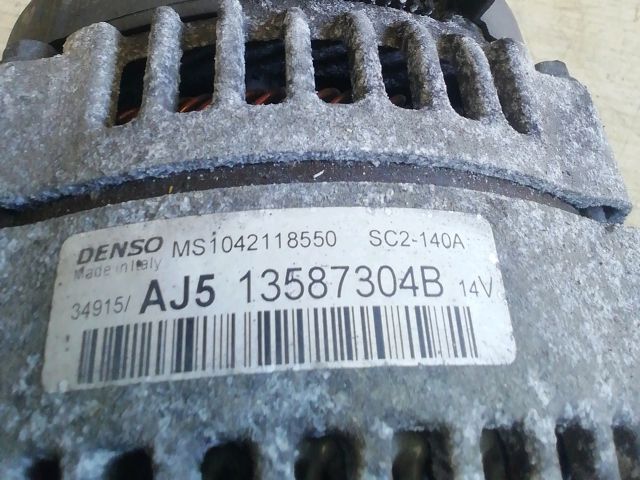 DENSO MS1042118550 SC2-140A
Made in Italy
34915/ AJ5 13587304B 14V